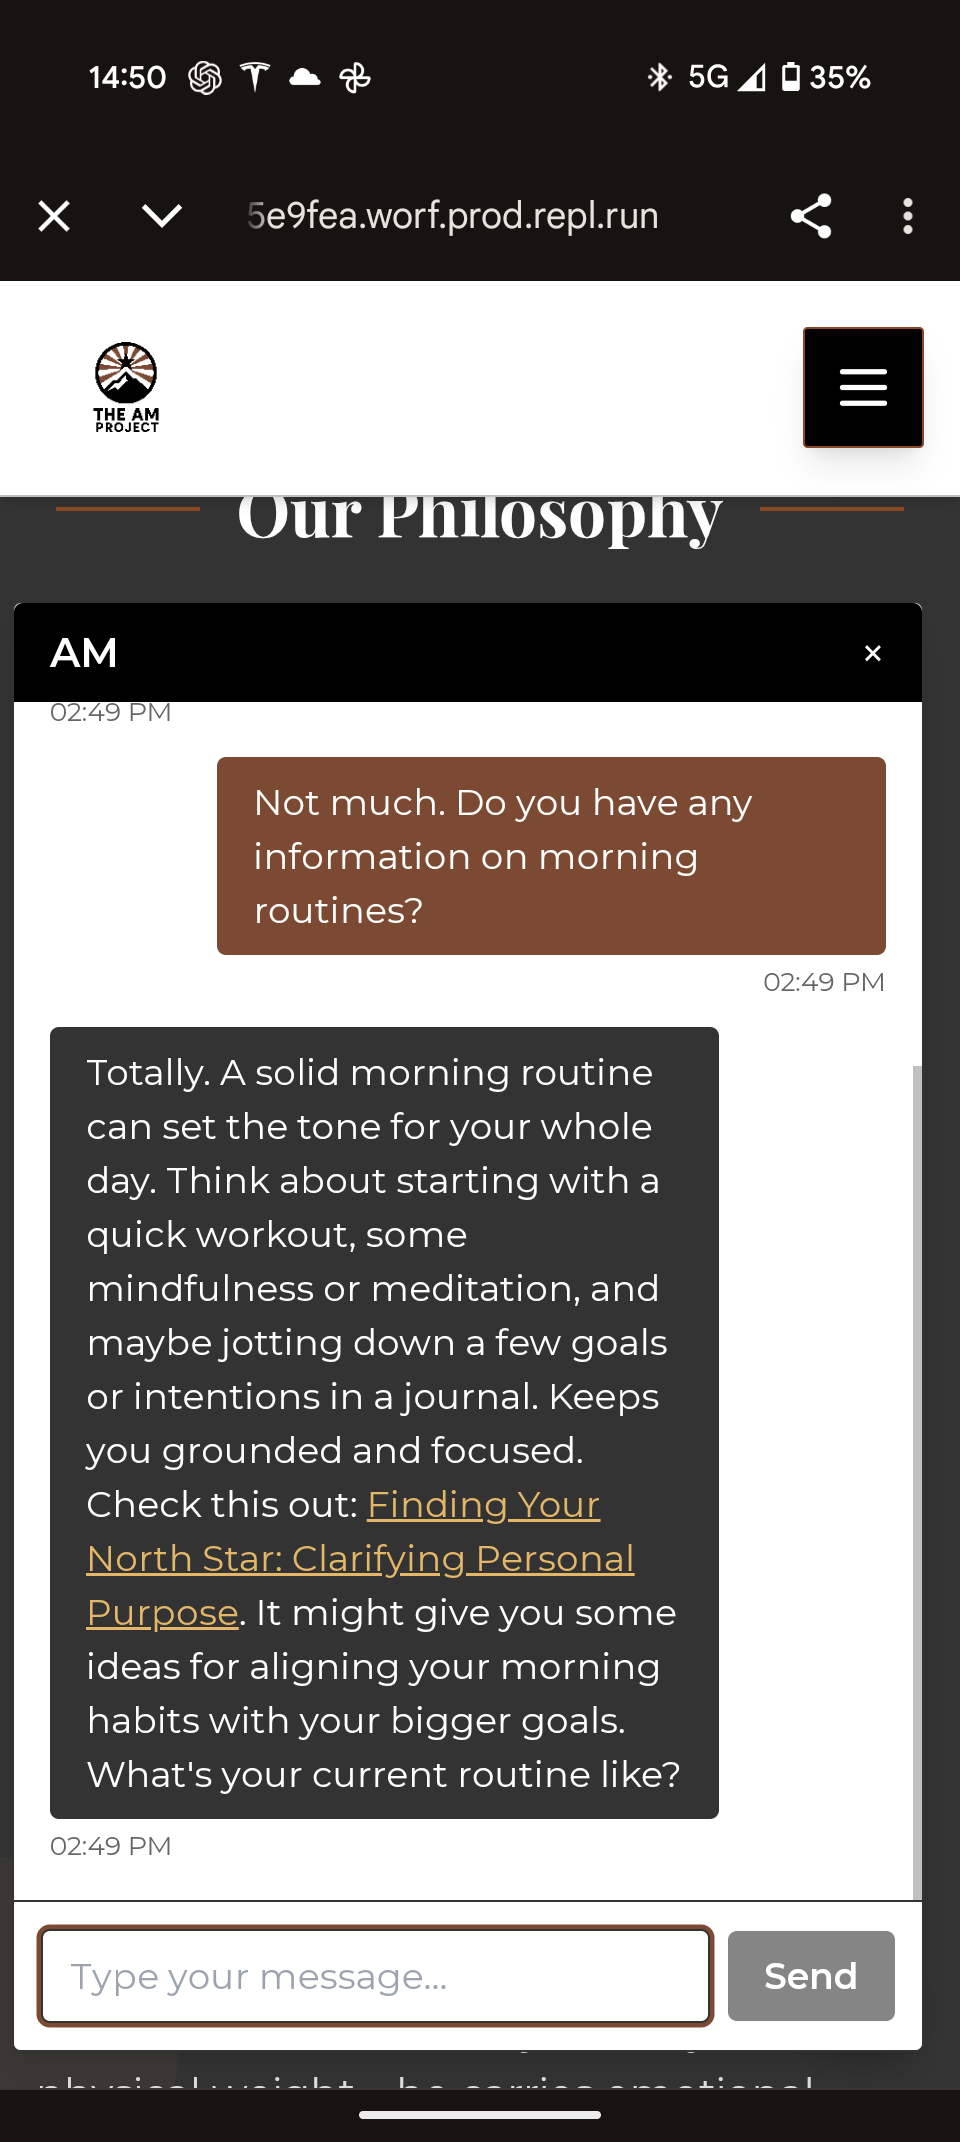 14:50
5G
35%
5e9fea.worf.prod.repl.run
THE AM
PROJECT
Our Philosophy
AM
×
02:49 PM
Not much. Do you have any
information on morning
routines?
02:49 PM
Totally. A solid morning routine
can set the tone for your whole
day. Think about starting with a
quick workout, some
mindfulness or meditation, and
maybe jotting down a few goals
or intentions in a journal. Keeps
you grounded and focused.
Check this out: Finding Your
North Star: Clarifying Personal
Purpose. It might give you some
ideas for aligning your morning
habits with your bigger goals.
What's your current routine like?
02:49 PM
Type your message...
Send
physical weight—he carries emotional